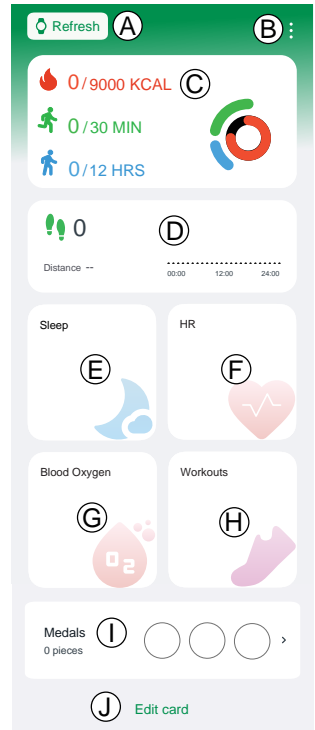 Refresh A B
0/9000 KCAL C
0/30 MIN
0/12 HRS
0 D
Distance --
00:00 12:00 24:00
Sleep HR
E F
Blood Oxygen Workouts
G H
O2
Medals I
0 pieces
>
J Edit card